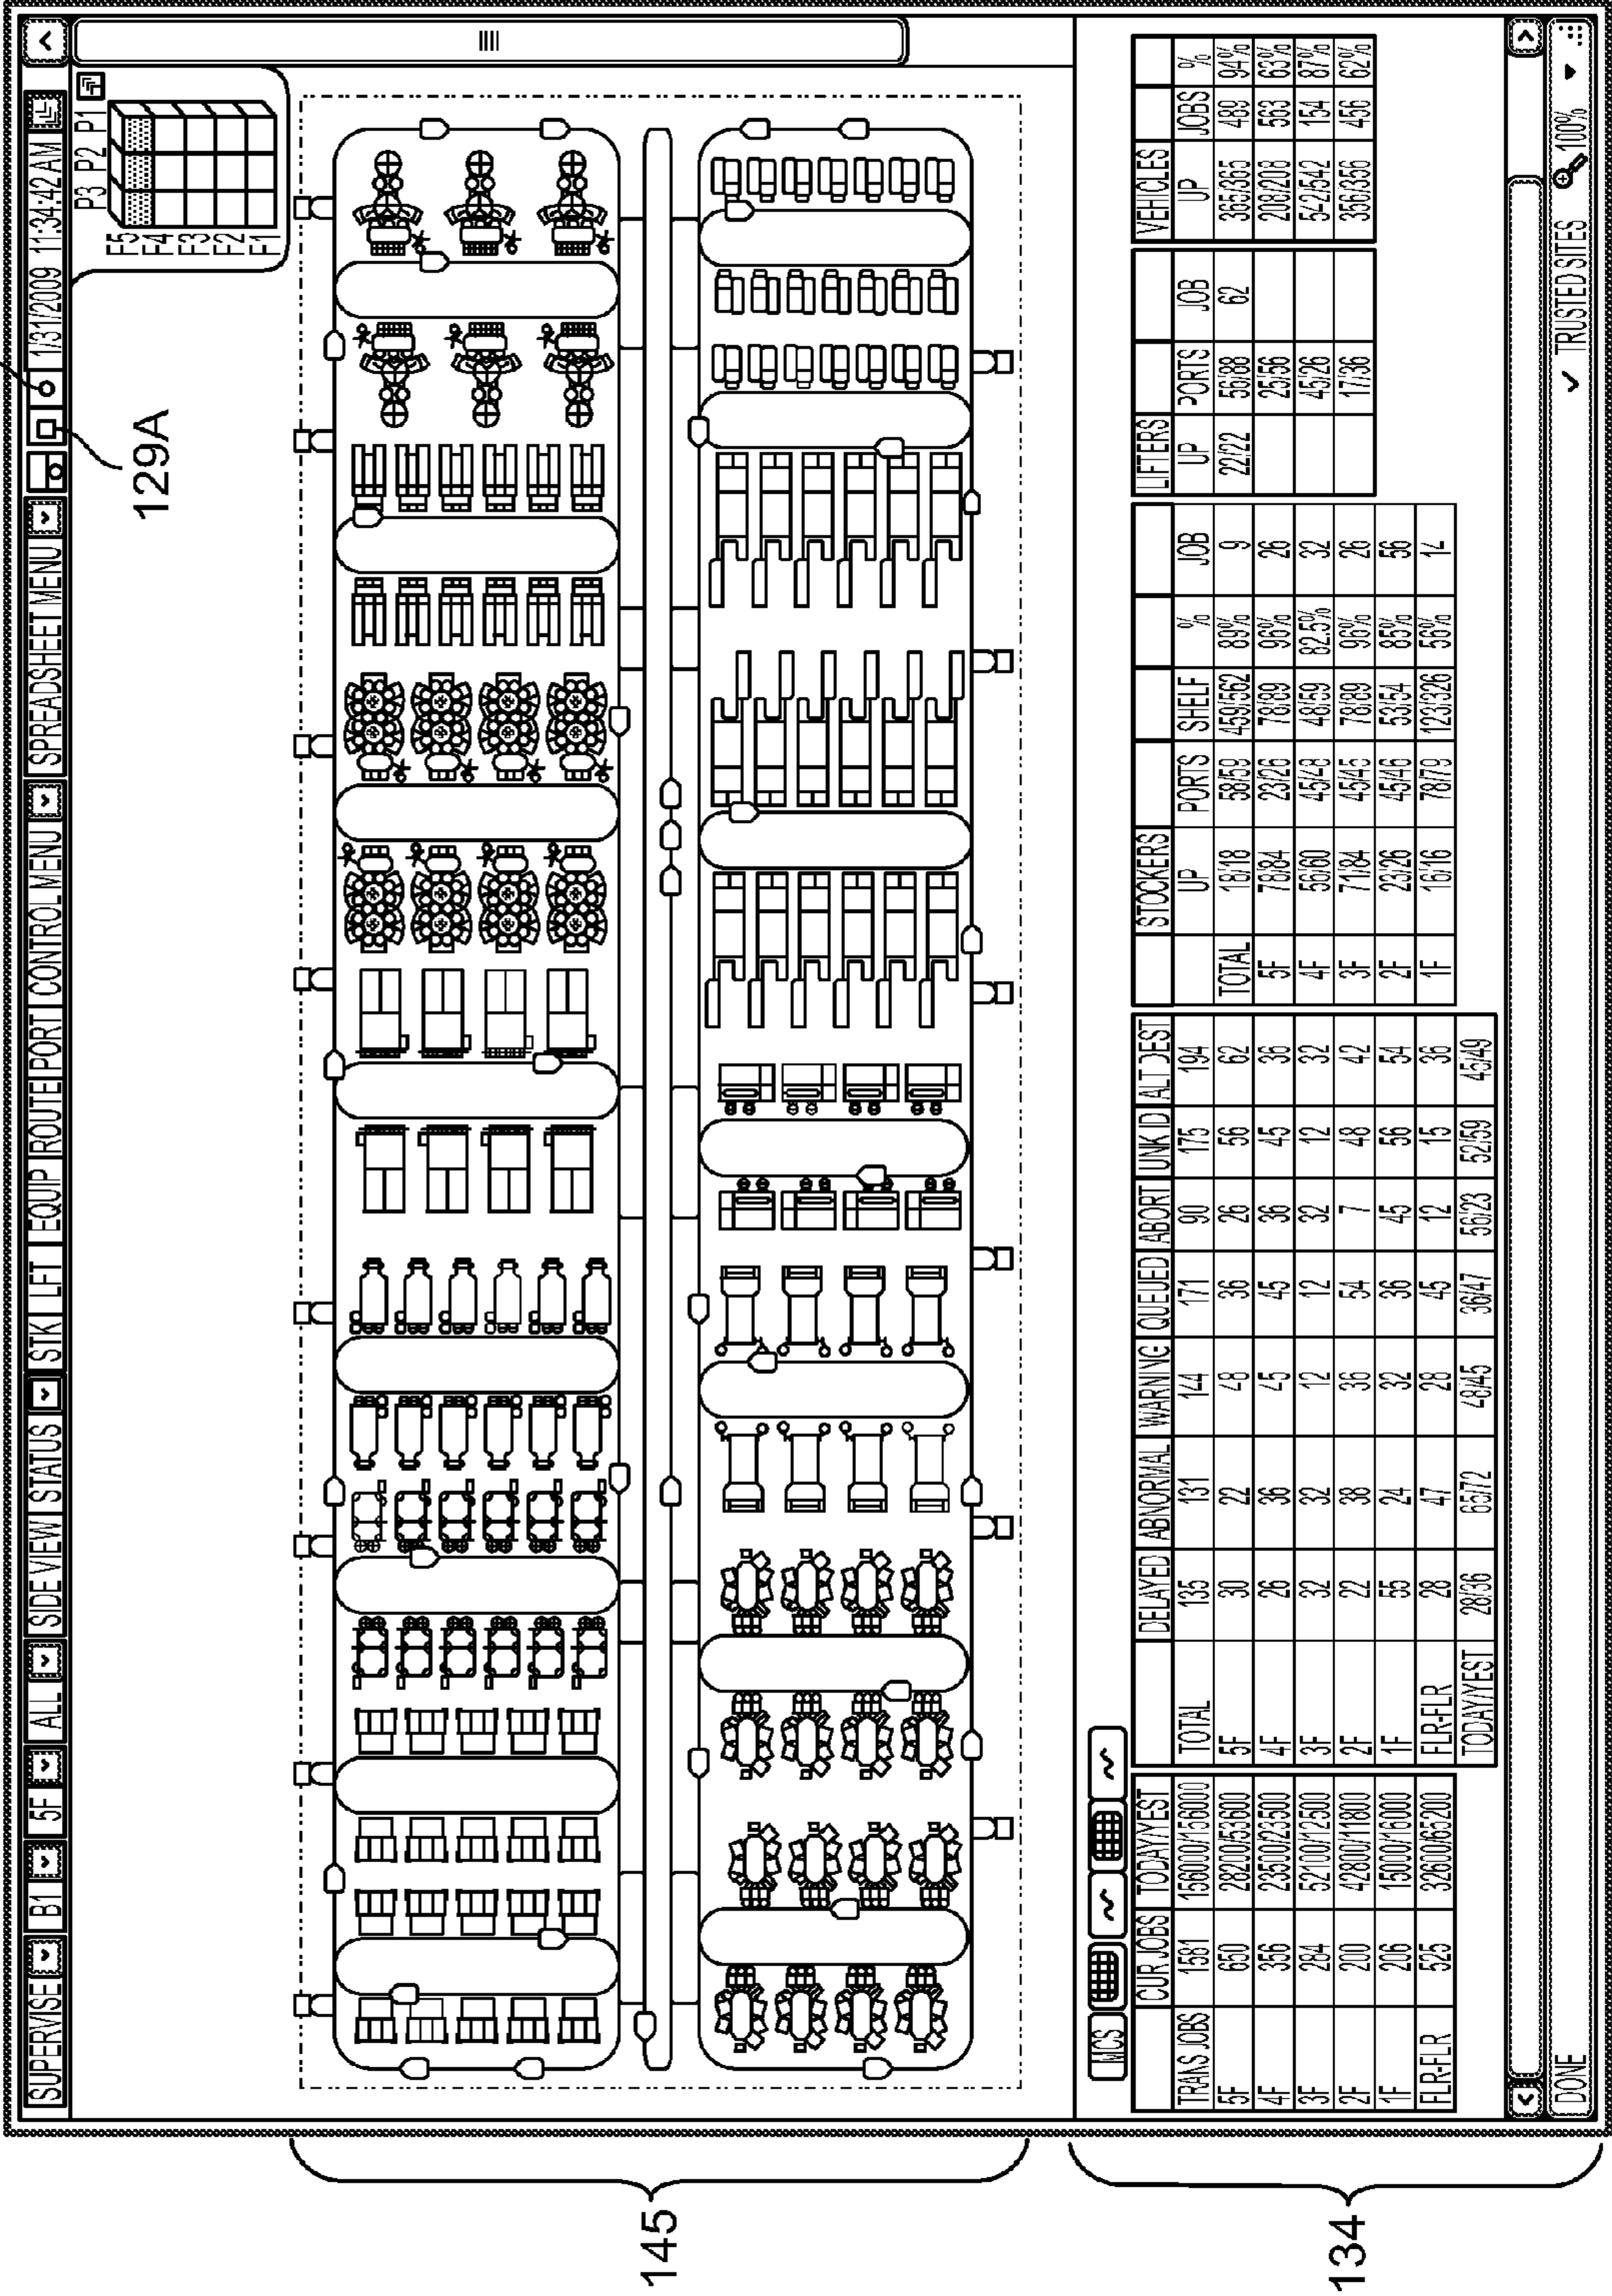 SUPERVISE B1 5F ALL SIDE VIEW STATUS STK LFT EQUIP ROUTE PORT CONTROL MENU SPREADSHEET MENU 1/31/2009 11:34:42 AM
129A
P3 P2 P1
F5
F4
F3
F2
F1
145
134
MCS
TRAKS JOBS CUR JOBS TODAY/YEST
1581 156000/156000
5F 650 28200/53600
4F 356 23500/23500
3F 284 52100/12500
2F 200 42800/11800
1F 206 15000/16000
FLR-FLR 525 32600/65200
DELAYED ABNORMAL WARNING QUEUED ABORT UNK ID ALT DEST
TOTAL 135 131 144 171 90 175 194
5F 30 22 48 36 26 56 62
4F 26 36 45 45 36 45 36
3F 32 32 12 12 32 12 32
2F 22 38 36 54 7 48 42
1F 55 24 32 36 45 56 54
FLR-FLR 28 47 28 45 12 15 36
TODAY/YEST 28/36 65/72 48/45 36/47 56/23 52/59 45/49
STOCKERS
UP PORTS SHELF % JOB
TOTAL 18/18 58/59 459/562 89% 9
5F 78/84 23/26 78/89 96% 26
4F 56/60 45/48 48/59 82.5% 32
3F 71/84 45/45 78/89 96% 26
2F 23/26 45/46 53/54 85% 56
1F 16/16 78/79 123/326 56% 14
LIFTERS
UP PORTS JOB
22/22 56/88 62
25/56
45/26
17/36
VEHICLES
UP JOBS %
365/365 489 94%
208/208 563 63%
542/542 154 87%
356/356 456 62%
DONE TRUSTED SITES 100%